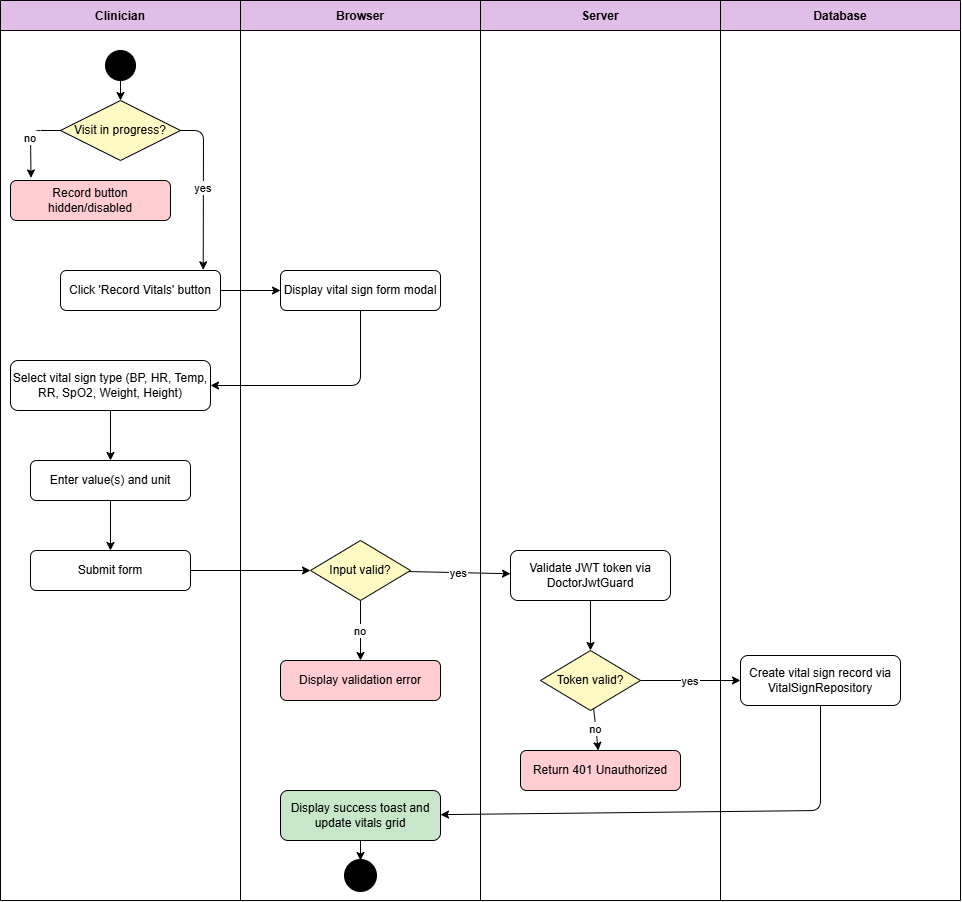 Clinician
Browser
Server
Database
Visit in progress?
no
yes
Record button
hidden/disabled
Click 'Record Vitals' button
Display vital sign form modal
Select vital sign type (BP, HR, Temp,
RR, SpO2, Weight, Height)
Enter value(s) and unit
Submit form
Input valid?
yes
no
Display validation error
Validate JWT token via
DoctorJwtGuard
Token valid?
yes
no
Return 401 Unauthorized
Create vital sign record via
VitalSignRepository
Display success toast and
update vitals grid